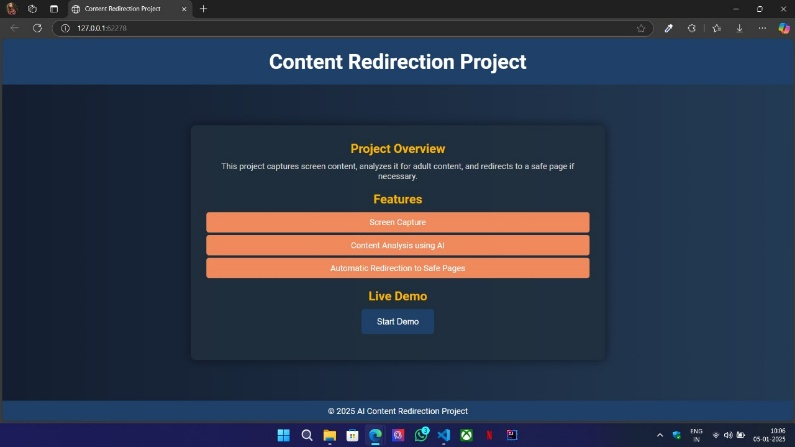 Content Redirection Project
127.0.0.1:62278
Content Redirection Project
Project Overview
This project captures screen content, analyzes it for adult content, and redirects to a safe page if
necessary.
Features
Screen Capture
Content Analysis using AI
Automatic Redirection to Safe Pages
Live Demo
Start Demo
© 2025 AI Content Redirection Project
ENG
IN
10:06
05-01-2025